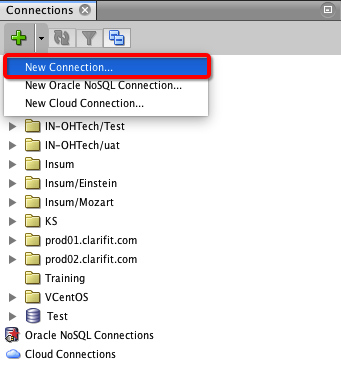 Connections
New Connection...
New Oracle NoSQL Connection...
New Cloud Connection...
IN-OHTech/Test
IN-OHTech/uat
Insum
Insum/Einstein
Insum/Mozart
KS
prod01.clarifit.com
prod02.clarifit.com
Training
VCentOS
Test
Oracle NoSQL Connections
Cloud Connections